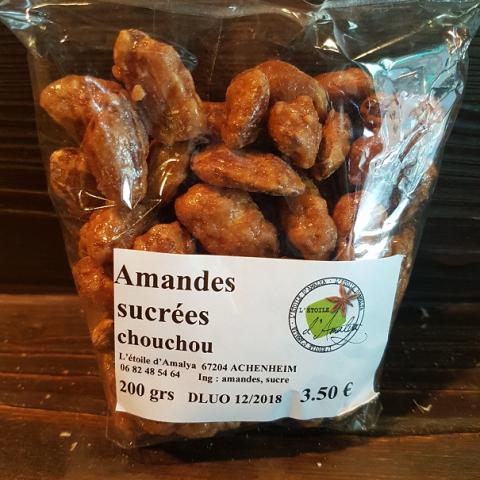 Amandes
sucrées
chouchou
L'étoile d'Amalya 67204 ACHENHEIM
06 82 48 54 64 Ing : amandes, sucre
200 grs DLUO 12/2018 3.50 €
L'ÉTOILE
d'Amalya